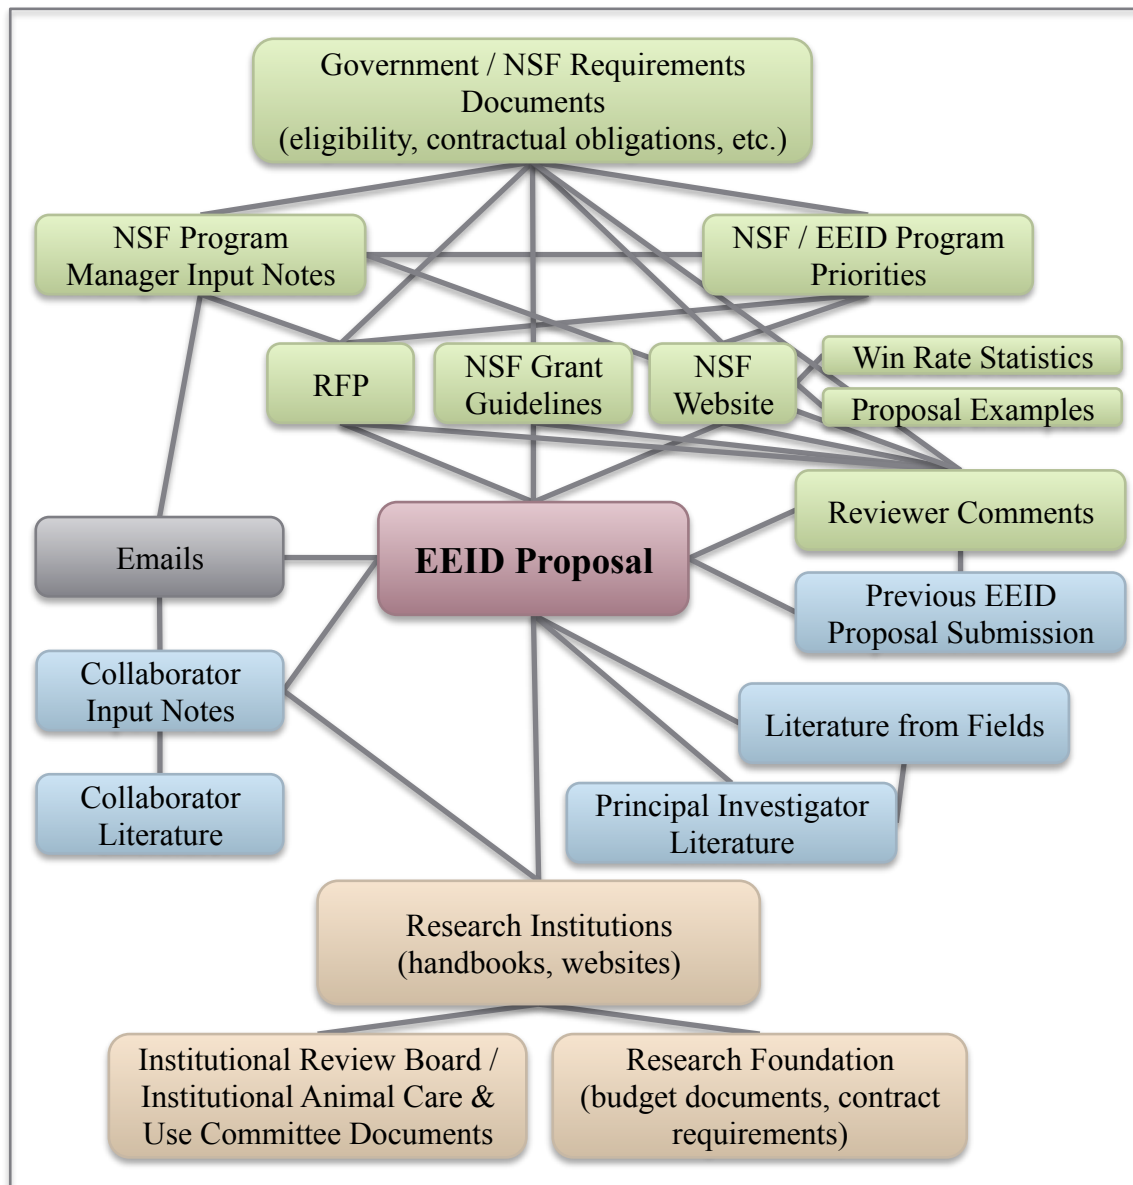 Government / NSF Requirements
Documents
(eligibility, contractual obligations, etc.)
NSF Program
Manager Input Notes
NSF / EEID Program
Priorities
RFP
NSF Grant
Guidelines
NSF
Website
Win Rate Statistics
Proposal Examples
Emails
EEID Proposal
Reviewer Comments
Previous EEID
Proposal Submission
Collaborator
Input Notes
Literature from Fields
Collaborator
Literature
Principal Investigator
Literature
Research Institutions
(handbooks, websites)
Institutional Review Board /
Institutional Animal Care &
Use Committee Documents
Research Foundation
(budget documents, contract
requirements)